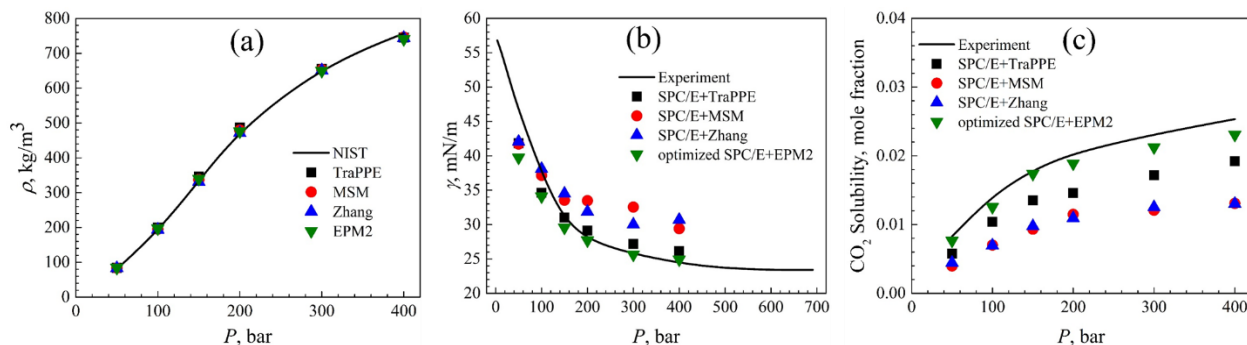 (a)
ρ, kg/m³
800
700
600
500
400
300
200
100
0
NIST
TraPPE
MSM
Zhang
EPM2
0 100 200 300 400
P, bar
(b)
γ, mN/m
60
55
50
45
40
35
30
25
20
Experiment
SPC/E+TraPPE
SPC/E+MSM
SPC/E+Zhang
optimized SPC/E+EPM2
0 100 200 300 400 500 600 700
P, bar
(c)
CO₂ Solubility, mole fraction
0.04
0.03
0.02
0.01
0.00
Experiment
SPC/E+TraPPE
SPC/E+MSM
SPC/E+Zhang
optimized SPC/E+EPM2
0 100 200 300 400
P, bar